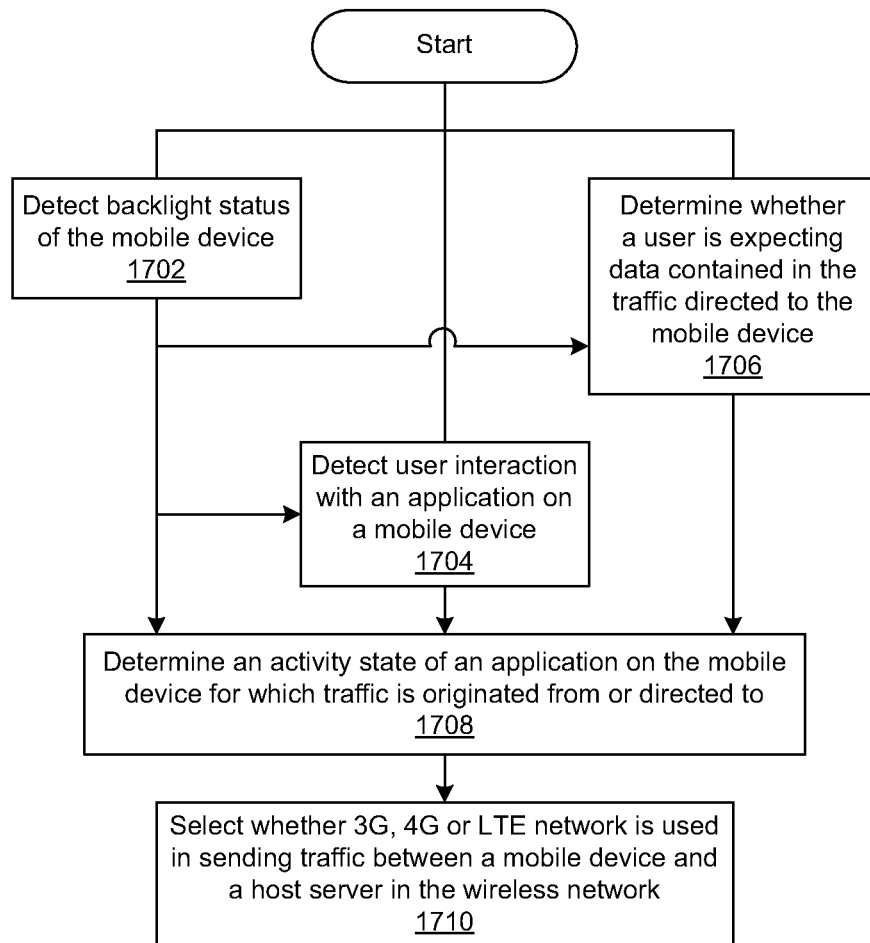 Start
Detect backlight status
of the mobile device
1702
Determine whether
a user is expecting
data contained in the
traffic directed to the
mobile device
1706
Detect user interaction
with an application on
a mobile device
1704
Determine an activity state of an application on the mobile
device for which traffic is originated from or directed to
1708
Select whether 3G, 4G or LTE network is used
in sending traffic between a mobile device and
a host server in the wireless network
1710